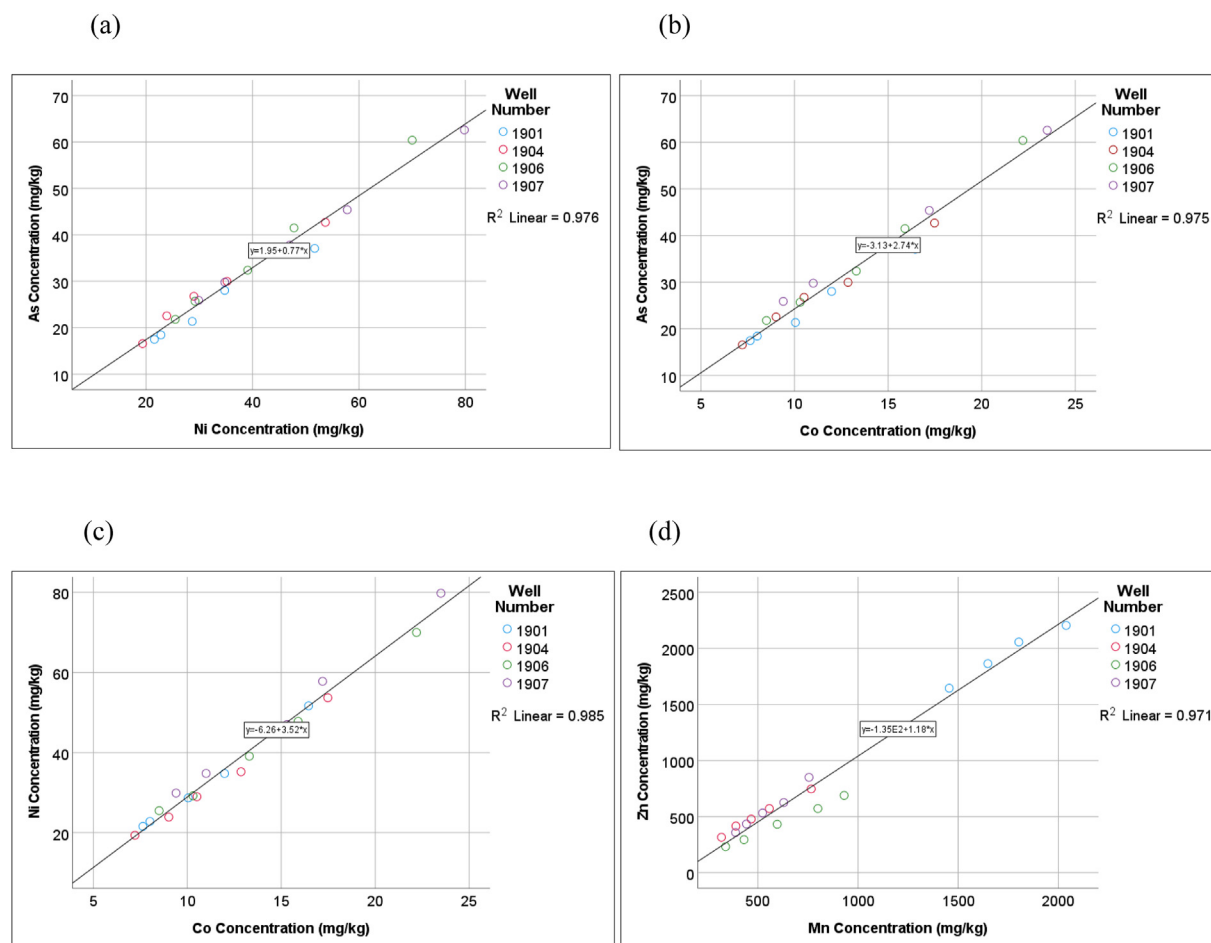 (a)
70
60
50
40
30
20
10
As Concentration (mg/kg)
20
40
60
80
Ni Concentration (mg/kg)
y=1.95+0.77*x
Well
Number
1901
1904
1906
1907
R² Linear = 0.976
(b)
70
60
50
40
30
20
10
As Concentration (mg/kg)
5
10
15
20
25
Co Concentration (mg/kg)
y=-3.13+2.74*x
Well
Number
1901
1904
1906
1907
R² Linear = 0.975
(c)
80
60
40
20
Ni Concentration (mg/kg)
5
10
15
20
25
Co Concentration (mg/kg)
y=-6.26+3.52*x
Well
Number
1901
1904
1906
1907
R² Linear = 0.985
(d)
2500
2000
1500
1000
500
0
Zn Concentration (mg/kg)
500
1000
1500
2000
Mn Concentration (mg/kg)
y=-1.35E2+1.18*x
Well
Number
1901
1904
1906
1907
R² Linear = 0.971